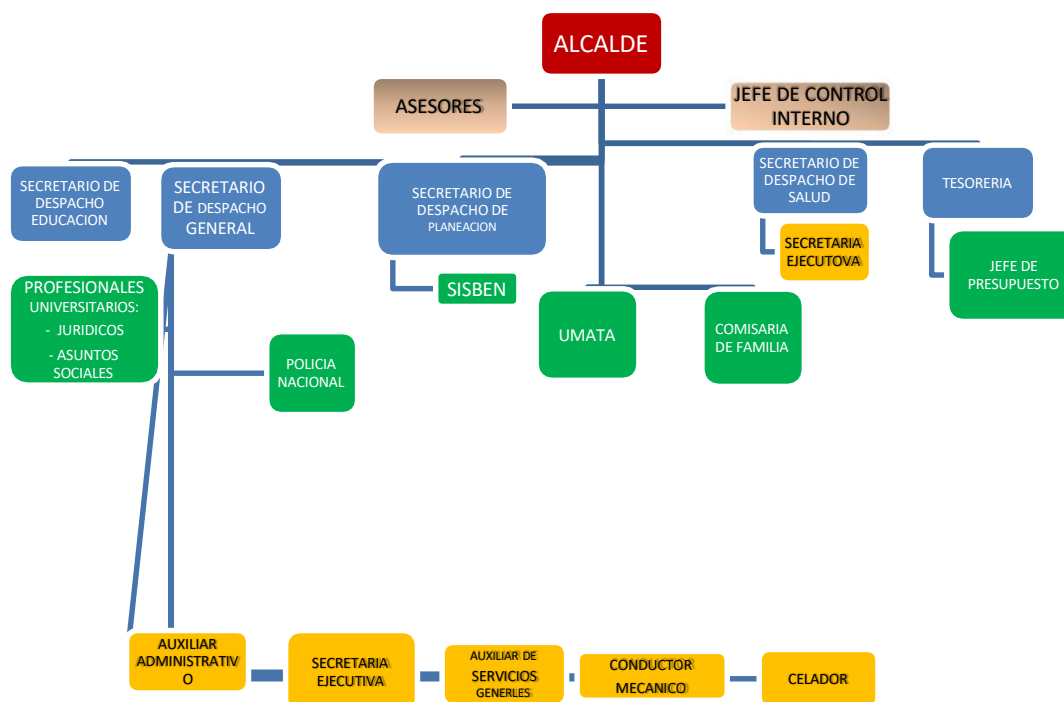 ALCALDE
ASESORES
JEFE DE CONTROL
INTERNO
SECRETARIO DE
DESPACHO
EDUCACION
SECRETARIO
DE DESPACHO
GENERAL
SECRETARIO DE
DESPACHO DE
PLANEACION
SECRETARIO DE
DESPACHO DE
SALUD
TESORERIA
SECRETARIA
EJECUTOVA
JEFE DE
PRESUPUESTO
PROFESIONALES
UNIVERSITARIOS:
- JURIDICOS
- ASUNTOS
SOCIALES
SISBEN
UMATA
COMISARIA
DE FAMILIA
POLICIA
NACIONAL
AUXILIAR
ADMINISTRATIV
O
SECRETARIA
EJECUTIVA
AUXILIAR DE
SERVICIOS
GENERLES
CONDUCTOR
MECANICO
CELADOR